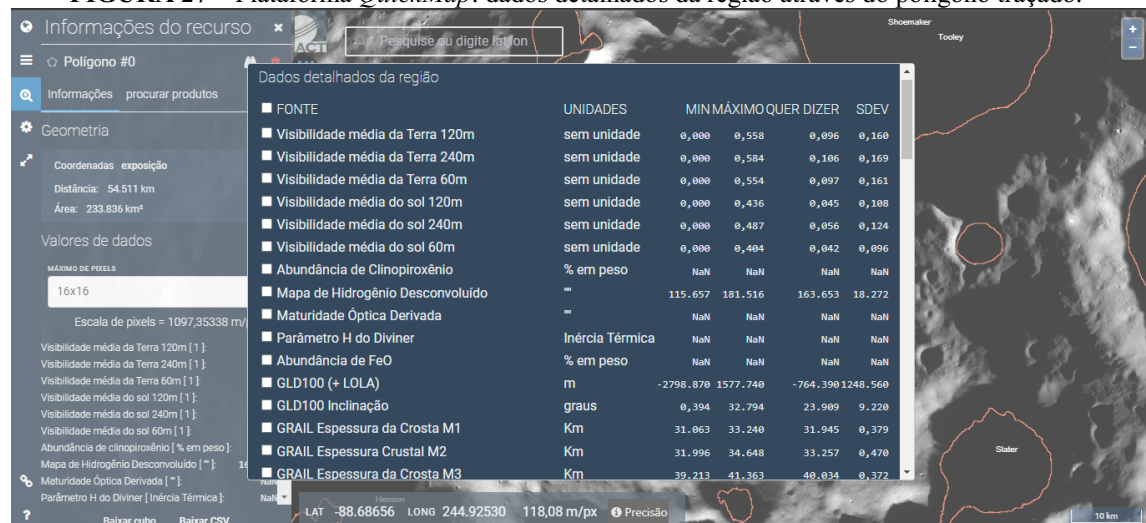 FIGURA 27 – Plataforma QuickMap: dados detalhados da região através do polígono traçado.
Informações do recurso ×
Polígono #0
Informações procurar produtos
Geometria
Coordenadas exposição
Distância: 54.511 km
Área: 233.836 km²
Valores de dados
MÁXIMO DE PIXELS
16x16
Escala de pixels = 1097,35338 m/
Visibilidade média da Terra 120m [ 1 ]:
Visibilidade média da Terra 240m [ 1 ]:
Visibilidade média da Terra 60m [ 1 ]:
Visibilidade média do sol 120m [ 1 ]:
Visibilidade média do sol 240m [ 1 ]:
Visibilidade média do sol 60m [ 1 ]:
Abundância de clinopiroxênio [ % em peso ]:
Mapa de Hidrogênio Desconvoluído [ "" ]: 16
Maturidade Óptica Derivada [ "" ]: NaN
Parâmetro H do Diviner [ Inércia Térmica ]: NaN
Baixar cubo Baixar CSV
?
ACT
Pesquise ou digite lat,lon
Dados detalhados da região
FONTE UNIDADES MIN MÁXIMO QUER DIZER SDEV
Visibilidade média da Terra 120m sem unidade 0,000 0,558 0,096 0,160
Visibilidade média da Terra 240m sem unidade 0,000 0,584 0,106 0,169
Visibilidade média da Terra 60m sem unidade 0,000 0,554 0,097 0,161
Visibilidade média do sol 120m sem unidade 0,000 0,436 0,045 0,108
Visibilidade média do sol 240m sem unidade 0,000 0,487 0,056 0,124
Visibilidade média do sol 60m sem unidade 0,000 0,404 0,042 0,096
Abundância de Clinopiroxênio % em peso NaN NaN NaN NaN
Mapa de Hidrogênio Desconvoluído "" 115.657 181.516 163.653 18.272
Maturidade Óptica Derivada "" NaN NaN NaN NaN
Parâmetro H do Diviner Inércia Térmica NaN NaN NaN NaN
Abundância de FeO % em peso NaN NaN NaN NaN
GLD100 (+ LOLA) m -2798.870 1577.740 -764.390 1248.560
GLD100 Inclinação graus 0,394 32.794 23.909 9.220
GRAIL Espessura da Crosta M1 Km 31.063 33.240 31.945 0,379
GRAIL Espessura Crustal M2 Km 31.996 34.648 33.257 0,470
GRAIL Espessura da Crosta M3 Km 39.213 41.363 40.034 0,372
Shoemaker
Tooley
+
−
Slater
Henson
LAT -88.68656 LONG 244.92530 118,08 m/px Precisão
10 km